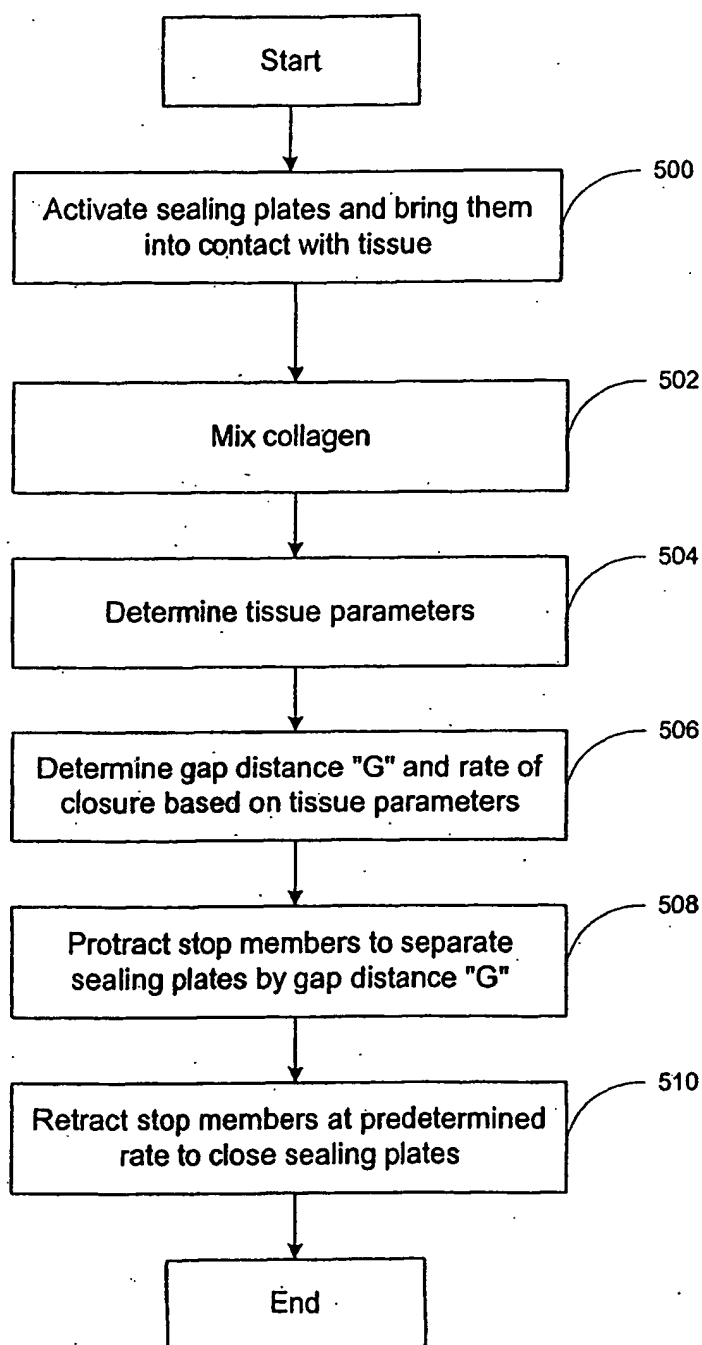 Start
500
Activate sealing plates and bring them
into contact with tissue
502
Mix collagen
504
Determine tissue parameters
506
Determine gap distance "G" and rate of
closure based on tissue parameters
508
Protract stop members to separate
sealing plates by gap distance "G"
510
Retract stop members at predetermined
rate to close sealing plates
End